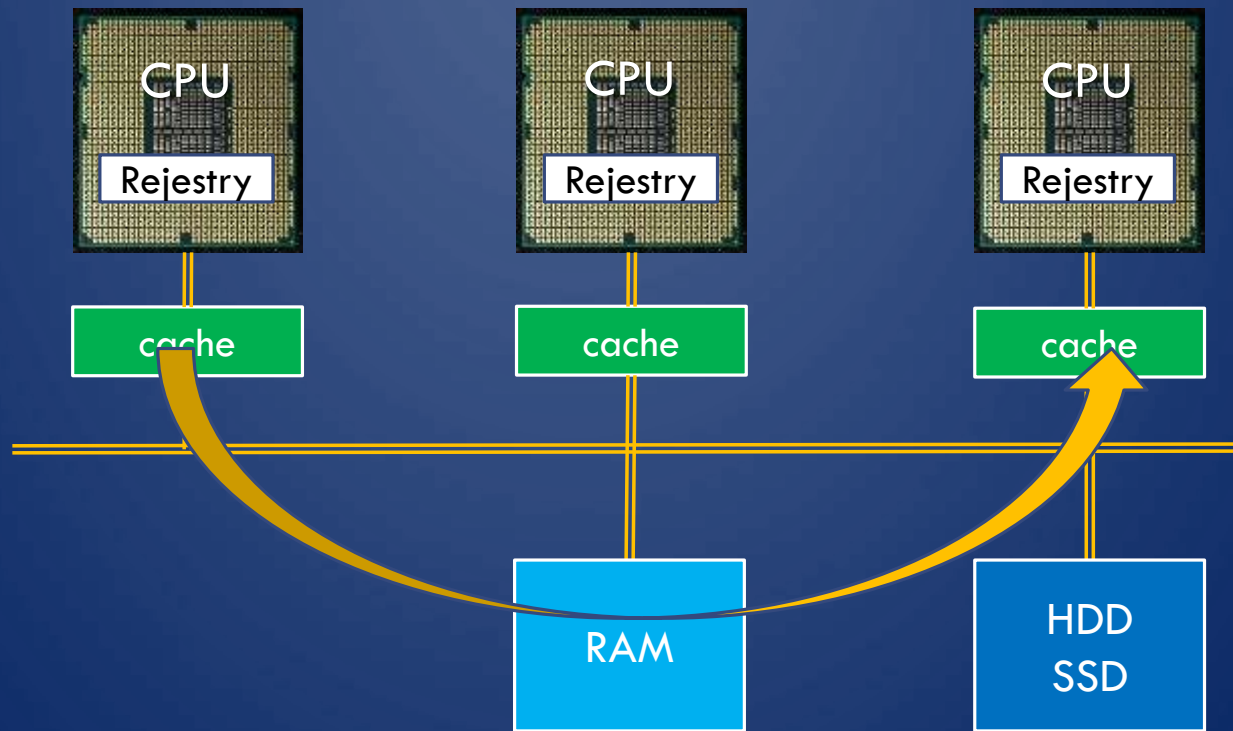 CPU
Rejestry
CPU
Rejestry
CPU
Rejestry
cache
cache
cache
RAM
HDD
SSD